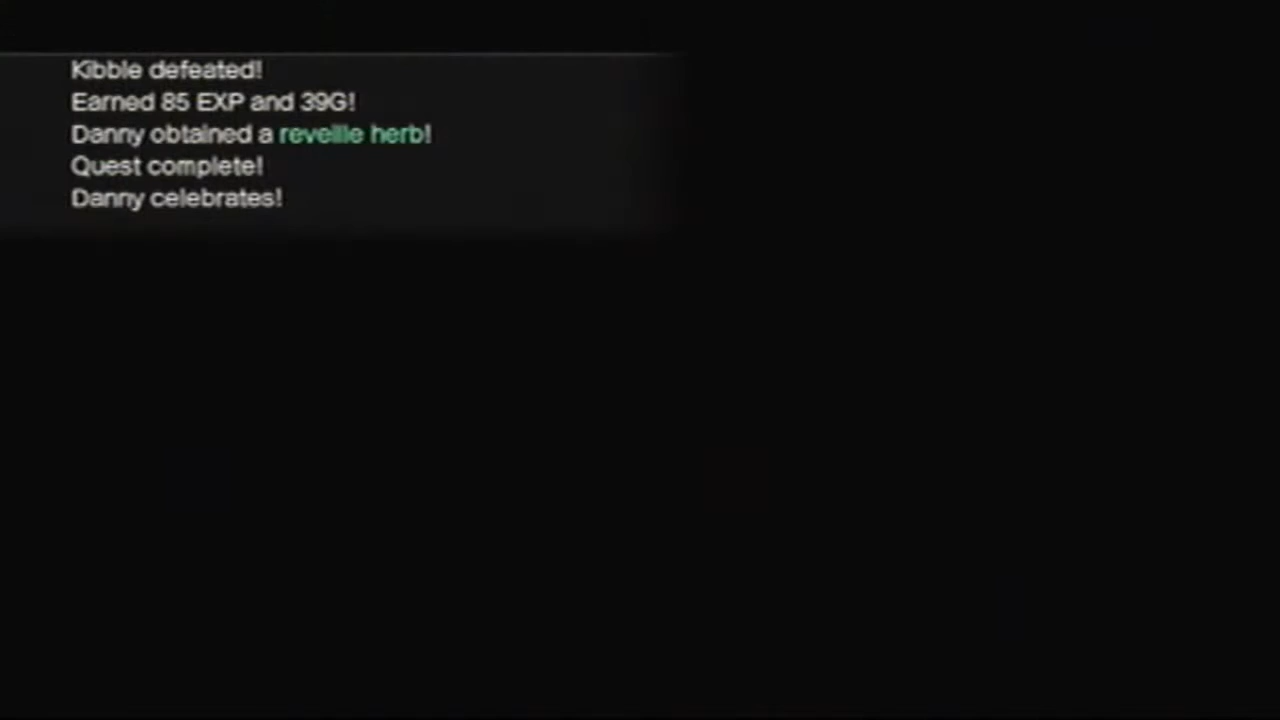 Kibble defeated!
Earned 85 EXP and 39G!
Danny obtained a reveille herb!
Quest complete!
Danny celebrates!